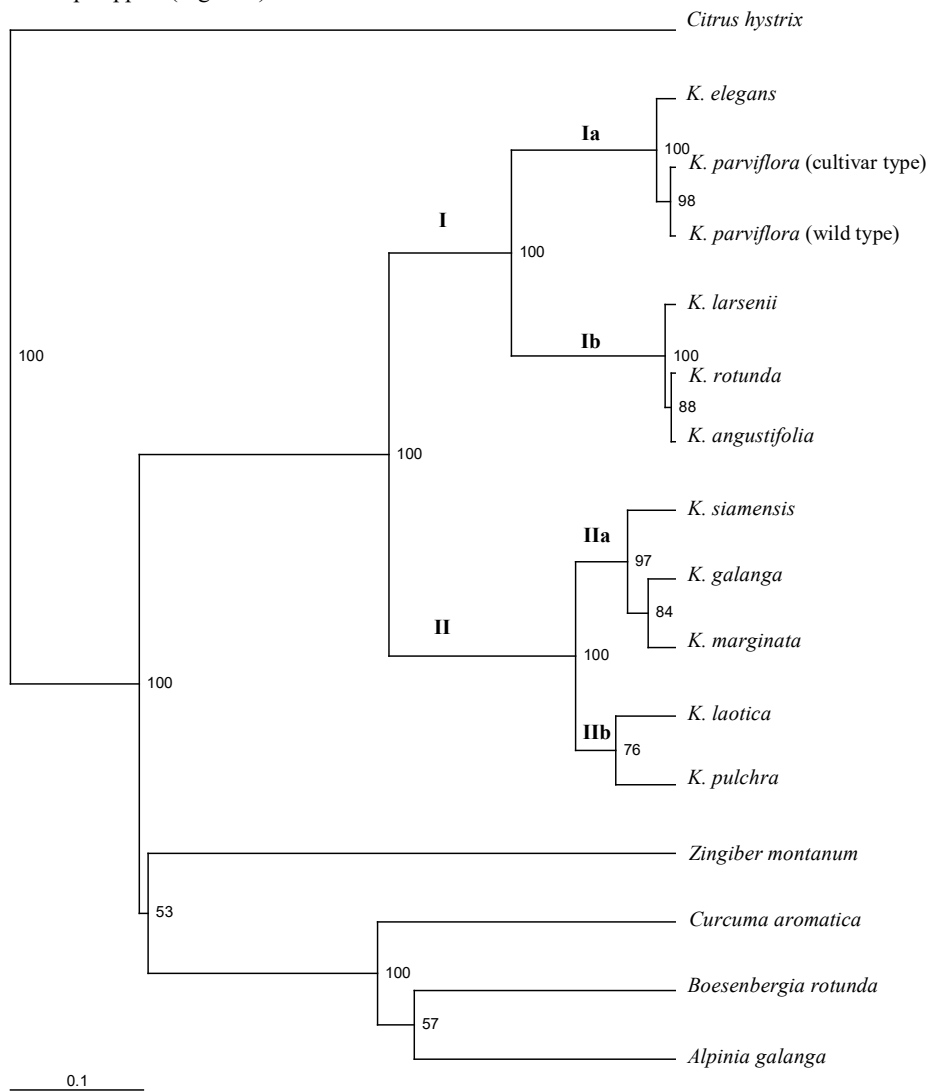 Citrus hystrix
K. elegans
Ia
100
K. parviflora (cultivar type)
98
I
K. parviflora (wild type)
100
K. larsenii
Ib
100
100
K. rotunda
88
K. angustifolia
100
K. siamensis
IIa
97
K. galanga
84
II
K. marginata
100
100
K. laotica
IIb
76
K. pulchra
Zingiber montanum
53
Curcuma aromatica
100
Boesenbergia rotunda
57
Alpinia galanga
0.1